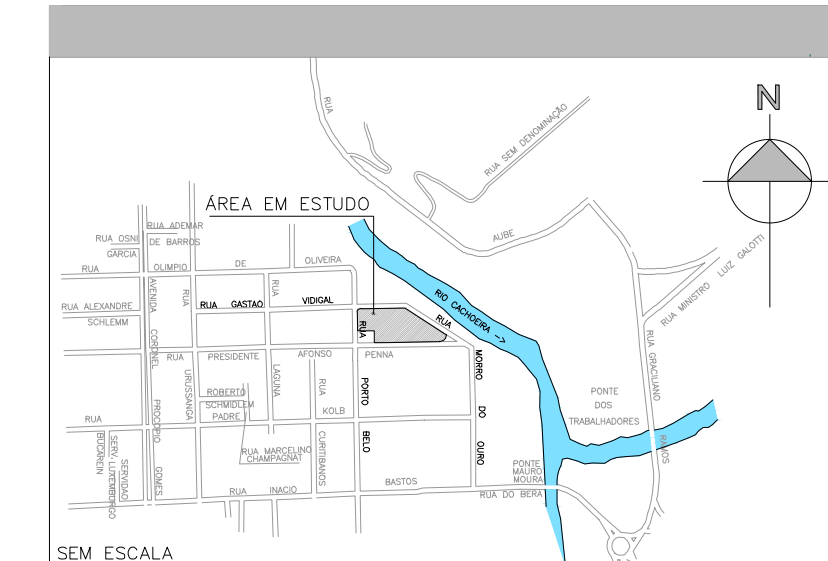 N
RUA
RUA SEM DENOMINAÇÃO
ÁREA EM ESTUDO
RUA ADEMAR
DE BARROS
RUA OSNI
GARCIA
AUBE
RUA OLIMPIO DE OLIVEIRA
RUA MINISTRO LUIZ GALOTTI
RUA ALEXANDRE
SCHLEMM
AVENIDA CORONEL PROCOPIO GOMES
RUA URUSSANGA
RUA GASTAO VIDIGAL
RUA LAGUNA
RIO CACHOEIRA ->
RUA MORRO DO OURO
RUA PORTO BELO
RUA GRACILIANO RAMOS
RUA PRESIDENTE AFONSO PENNA
ROBERTO
SCHMIDLEM
RUA PADRE KOLB
RUA CURITIBANOS
PONTE
DOS
TRABALHADORES
RUA MARCELINO
CHAMPAGNAT
BUCAREIN
SERV. LUXEMBURGO
SERVIDAO
PONTE
MAURO
MOURA
RUA INACIO BASTOS
RUA DO BERA
SEM ESCALA